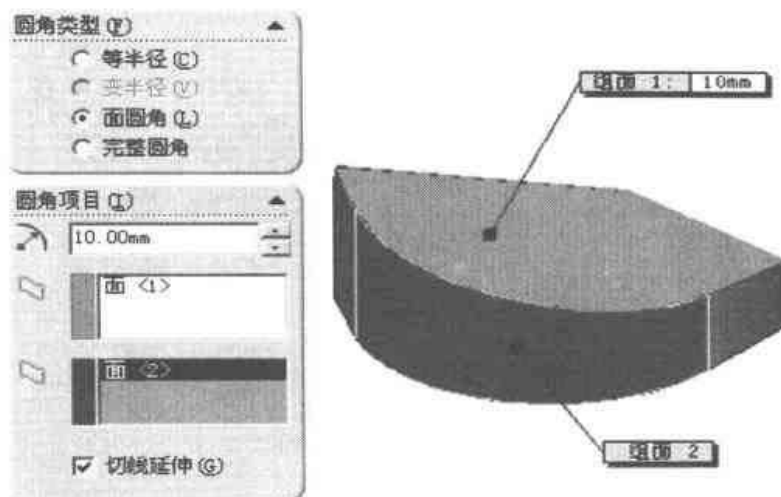 圆角类型(F)
等半径(C)
变半径(V)
面圆角(L)
完整圆角
圆角项目(I)
10.00mm
面 <1>
面 <2>
切线延伸(G)
组面 1: 10mm
组面 2